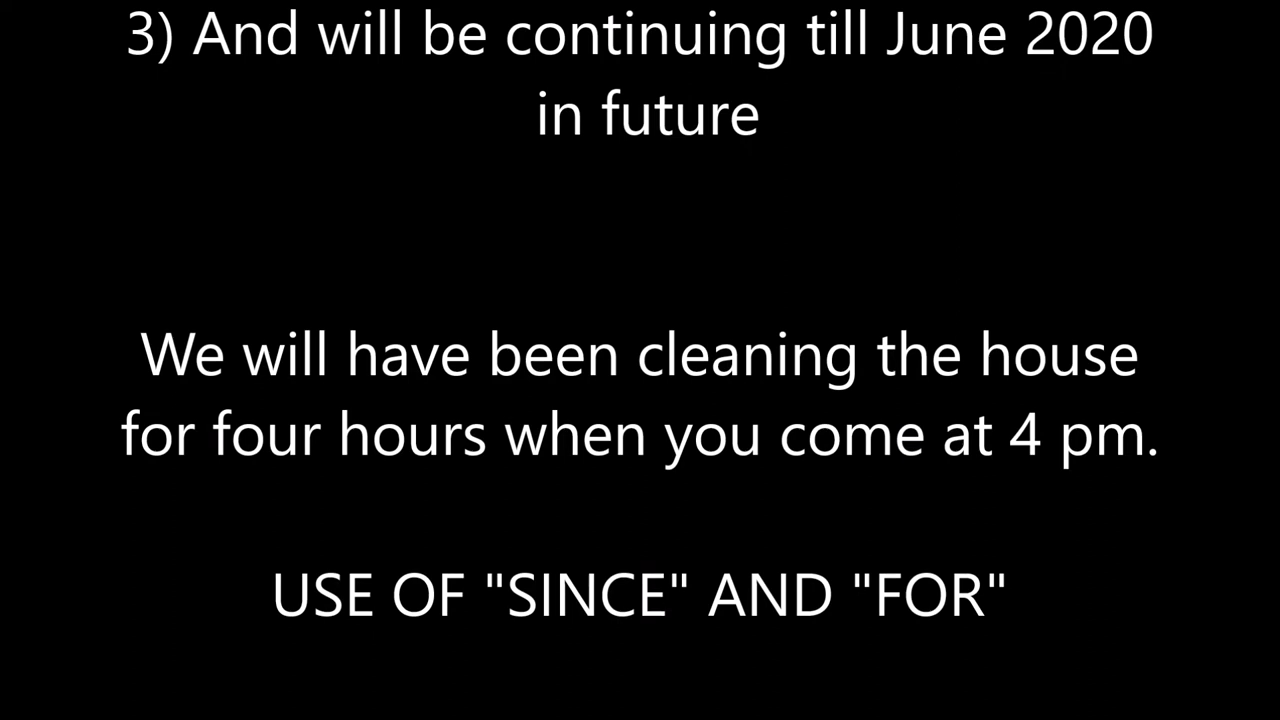 3) And will be continuing till June 2020
in future
We will have been cleaning the house
for four hours when you come at 4 pm.
USE OF "SINCE" AND "FOR"